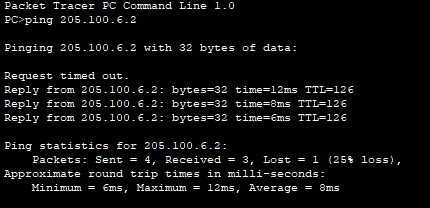 Packet Tracer PC Command Line 1.0
PC>ping 205.100.6.2
Pinging 205.100.6.2 with 32 bytes of data:
Request timed out.
Reply from 205.100.6.2: bytes=32 time=12ms TTL=126
Reply from 205.100.6.2: bytes=32 time=8ms TTL=126
Reply from 205.100.6.2: bytes=32 time=6ms TTL=126
Ping statistics for 205.100.6.2:
Packets: Sent = 4, Received = 3, Lost = 1 (25% loss),
Approximate round trip times in milli-seconds:
Minimum = 6ms, Maximum = 12ms, Average = 8ms